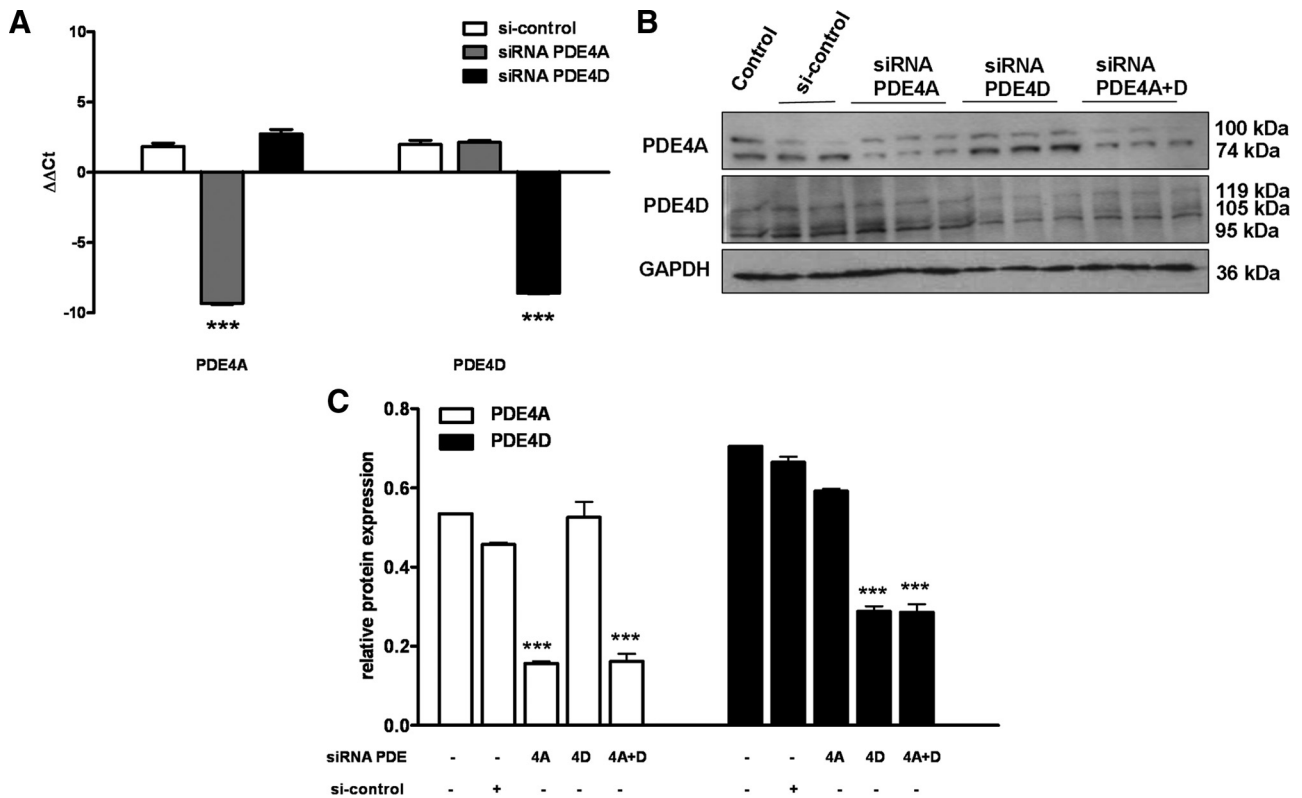 A
si-control
siRNA PDE4A
siRNA PDE4D
5
0
-5
-10
10
ΔΔCt
***
***
PDE4A
PDE4D
B
Control
si-control
siRNA
PDE4A
siRNA
PDE4D
siRNA
PDE4A+D
PDE4A
100 kDa
74 kDa
PDE4D
119 kDa
105 kDa
95 kDa
GAPDH
36 kDa
C
PDE4A
PDE4D
relative protein expression
0.8
0.6
0.4
0.2
0.0
***
***
***
***
siRNA PDE - - 4A 4D 4A+D - - 4A 4D 4A+D
si-control - + - - - - + - - -